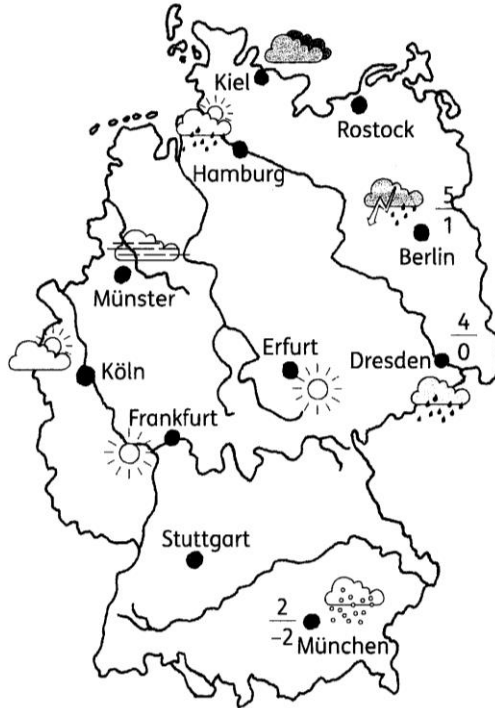 Kiel
Rostock
Hamburg
5
1
Berlin
Münster
4
0
Erfurt
Dresden
Köln
Frankfurt
Stuttgart
2
-2
München